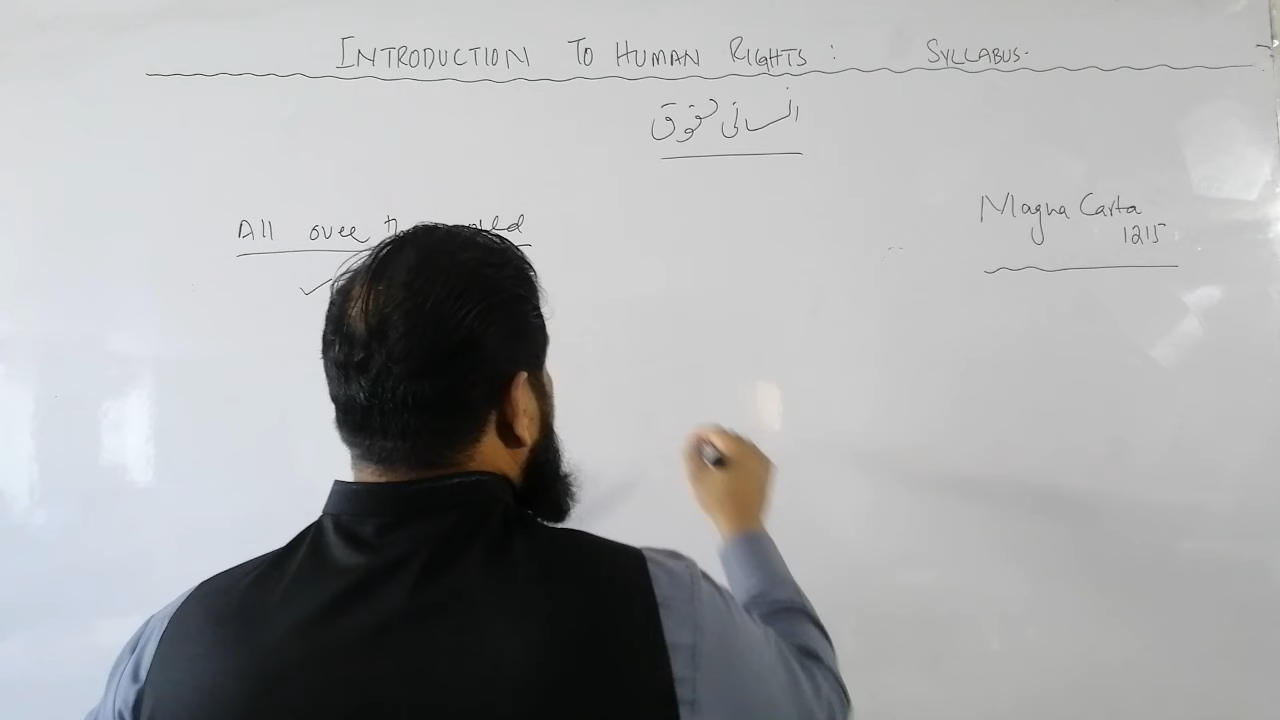 INTRODUCTION TO HUMAN RIGHTS: SYLLABUS.
انسانی حقوق
All over
Magna Carta
1215